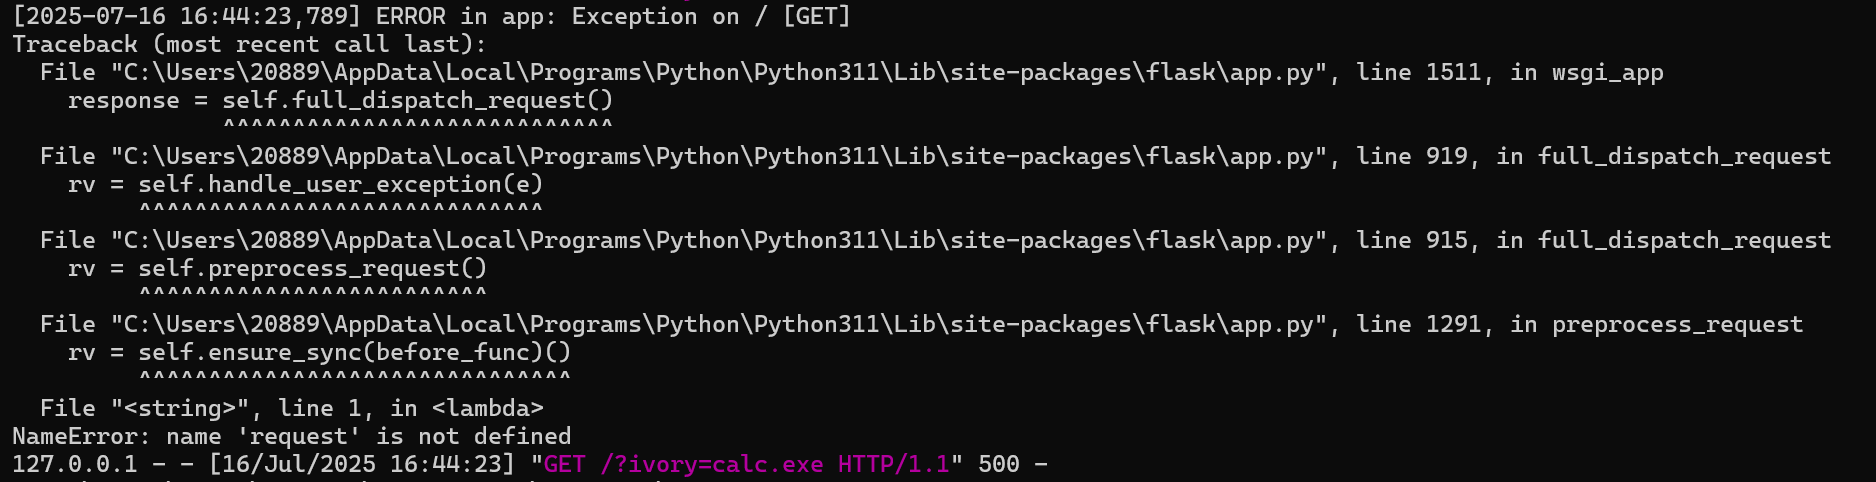 [2025-07-16 16:44:23,789] ERROR in app: Exception on / [GET]
Traceback (most recent call last):
  File "C:\Users\20889\AppData\Local\Programs\Python\Python311\Lib\site-packages\flask\app.py", line 1511, in wsgi_app
    response = self.full_dispatch_request()
               ^^^^^^^^^^^^^^^^^^^^^^^^^^^^
  File "C:\Users\20889\AppData\Local\Programs\Python\Python311\Lib\site-packages\flask\app.py", line 919, in full_dispatch_request
    rv = self.handle_user_exception(e)
         ^^^^^^^^^^^^^^^^^^^^^^^^^^^^^
  File "C:\Users\20889\AppData\Local\Programs\Python\Python311\Lib\site-packages\flask\app.py", line 915, in full_dispatch_request
    rv = self.preprocess_request()
         ^^^^^^^^^^^^^^^^^^^^^^^^^
  File "C:\Users\20889\AppData\Local\Programs\Python\Python311\Lib\site-packages\flask\app.py", line 1291, in preprocess_request
    rv = self.ensure_sync(before_func)()
         ^^^^^^^^^^^^^^^^^^^^^^^^^^^^^^^
  File "<string>", line 1, in <lambda>
NameError: name 'request' is not defined
127.0.0.1 - - [16/Jul/2025 16:44:23] "GET /?ivory=calc.exe HTTP/1.1" 500 -